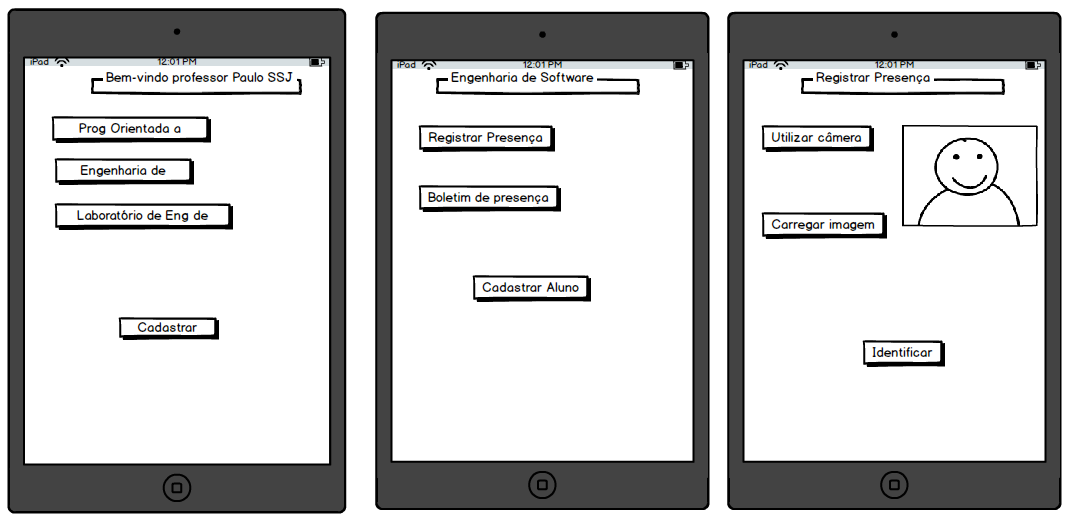 iPad 12:01 PM
Bem-vindo professor Paulo SSJ
Prog Orientada a
Engenharia de
Laboratório de Eng de
Cadastrar
iPad 12:01 PM
Engenharia de Software
Registrar Presença
Boletim de presença
Cadastrar Aluno
iPad 12:01 PM
Registrar Presença
Utilizar câmera
Carregar imagem
Identificar